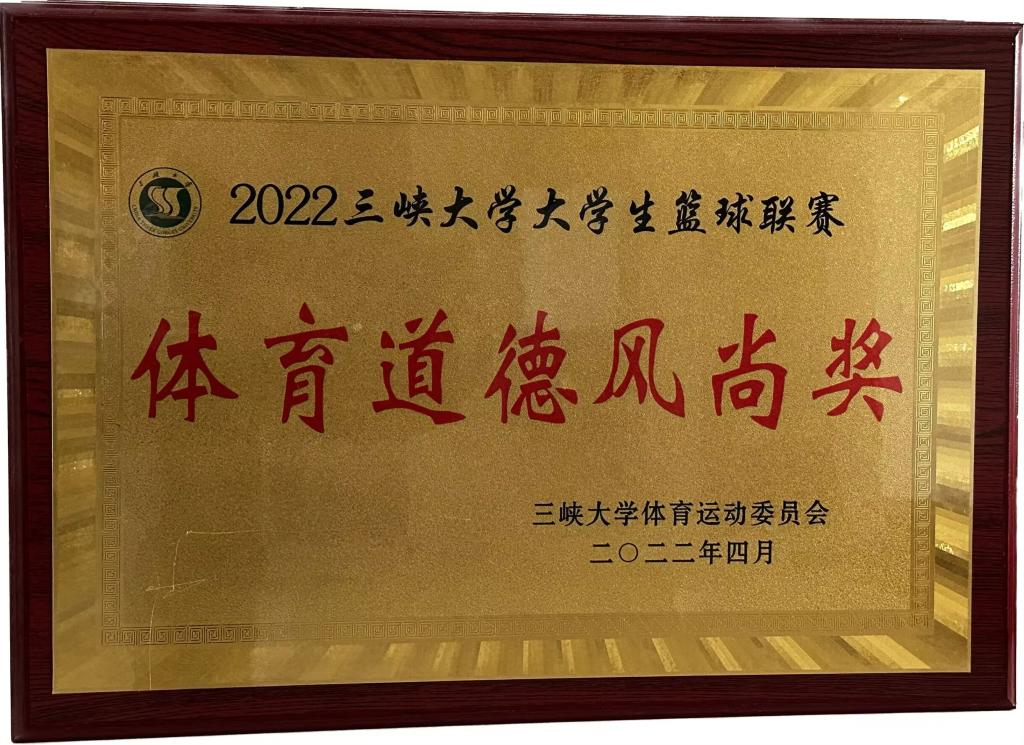 2022三峡大学大学生篮球联赛
体育道德风尚奖
三峡大学体育运动委员会
二〇二二年四月